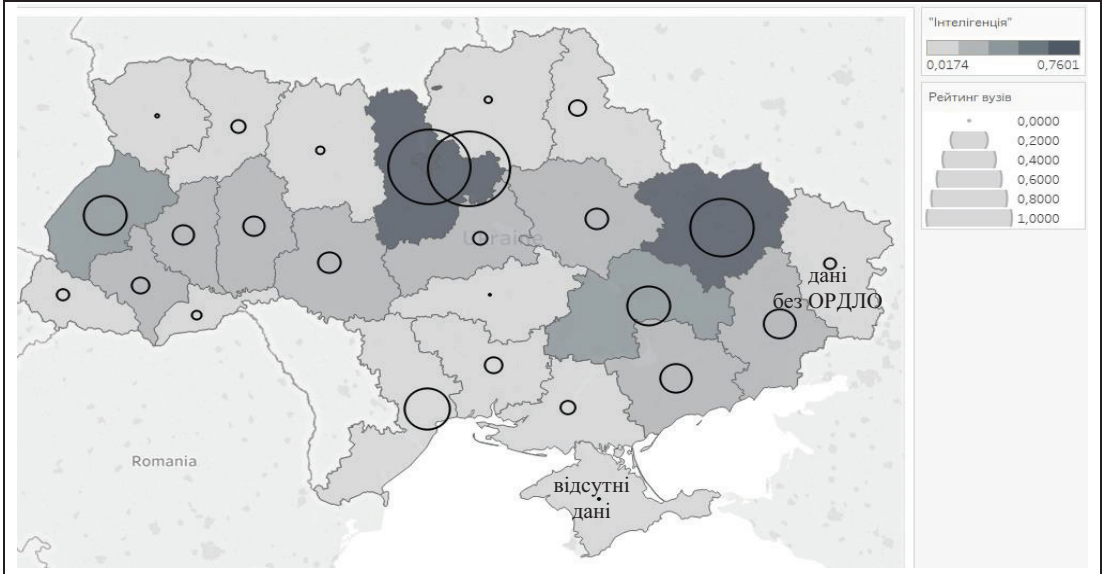 "Інтелігенція"
0,0174 0,7601
Рейтинг вузів
0,0000
0,2000
0,4000
0,6000
0,8000
1,0000
Ukraine
дані
без ОРДЛО
Romania
відсутні
дані